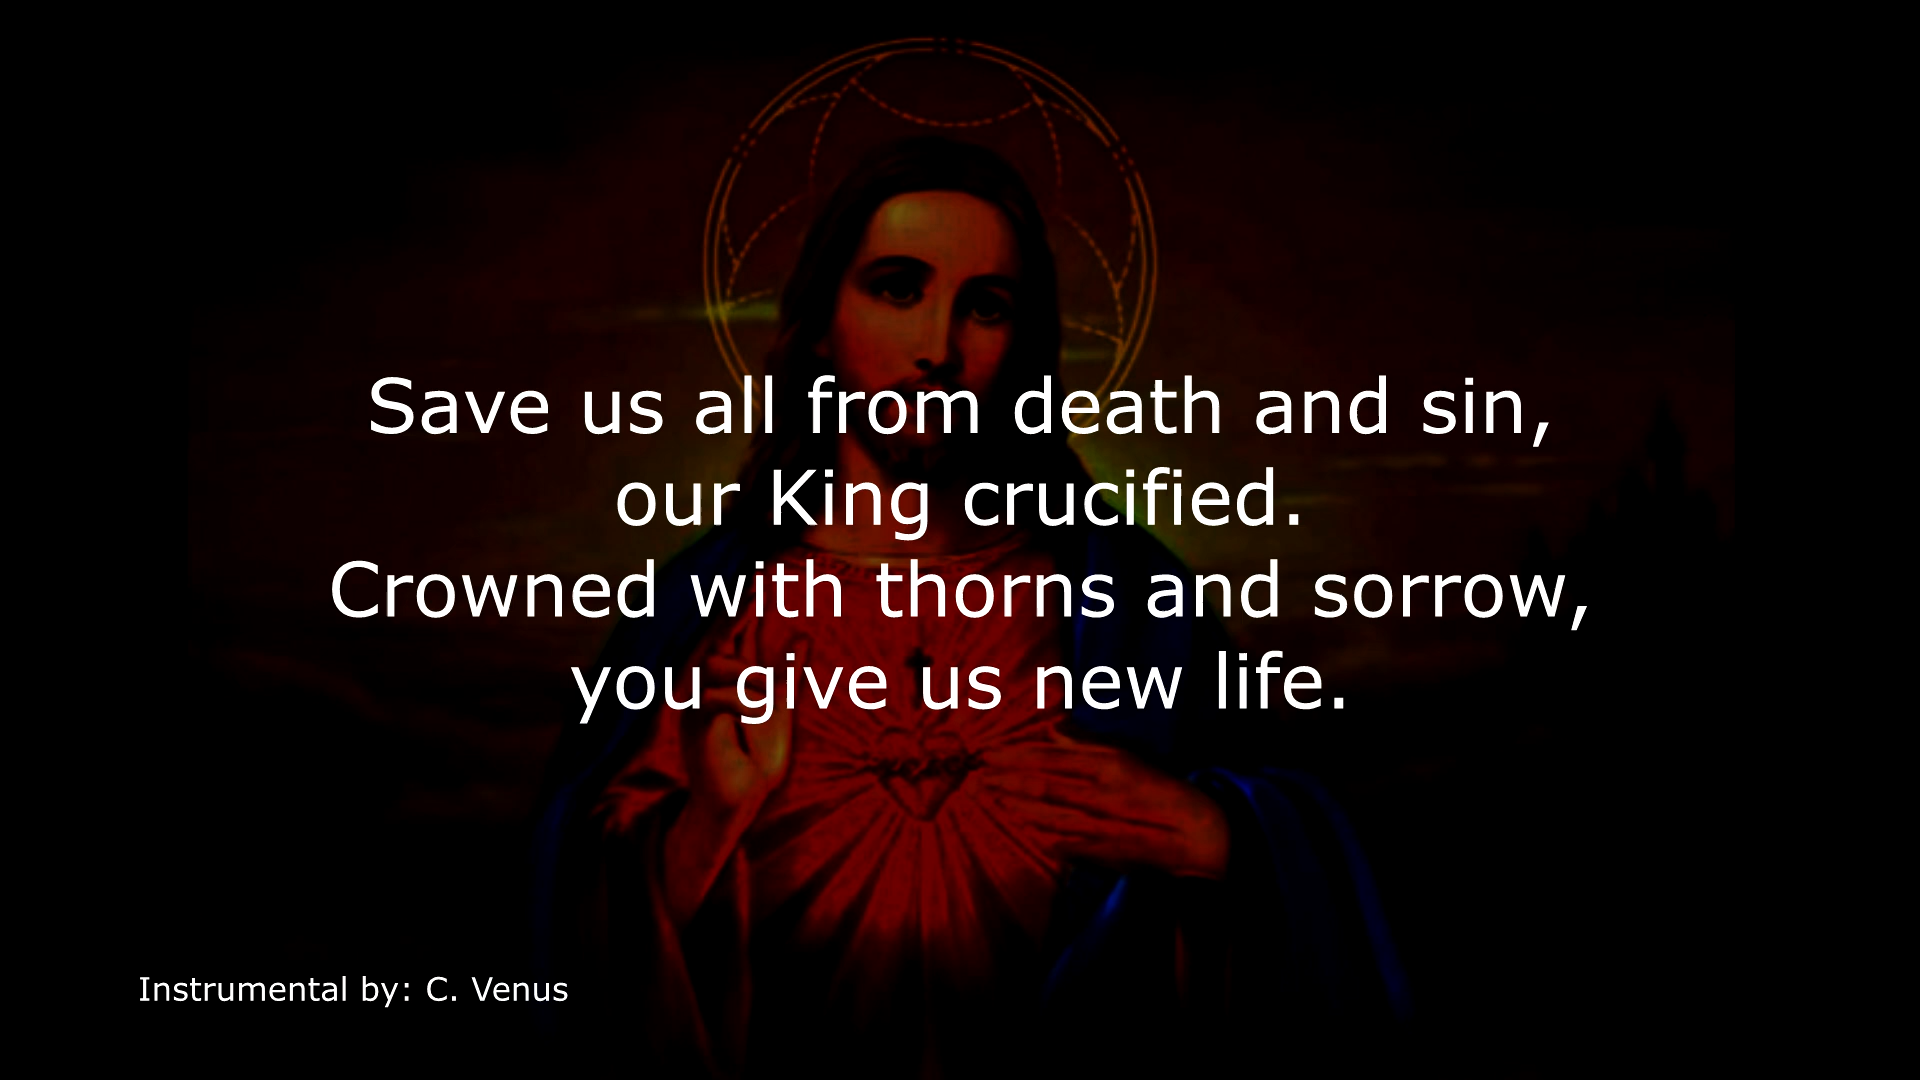 Save us all from death and sin,
our King crucified.
Crowned with thorns and sorrow,
you give us new life.
Instrumental by: C. Venus